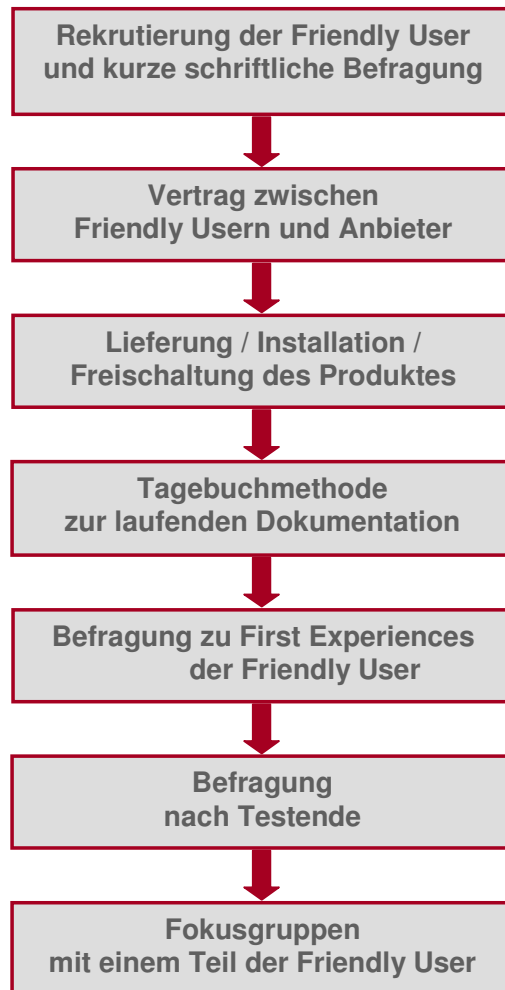 Rekrutierung der Friendly User
und kurze schriftliche Befragung
Vertrag zwischen
Friendly Usern und Anbieter
Lieferung / Installation /
Freischaltung des Produktes
Tagebuchmethode
zur laufenden Dokumentation
Befragung zu First Experiences
der Friendly User
Befragung
nach Testende
Fokusgruppen
mit einem Teil der Friendly User